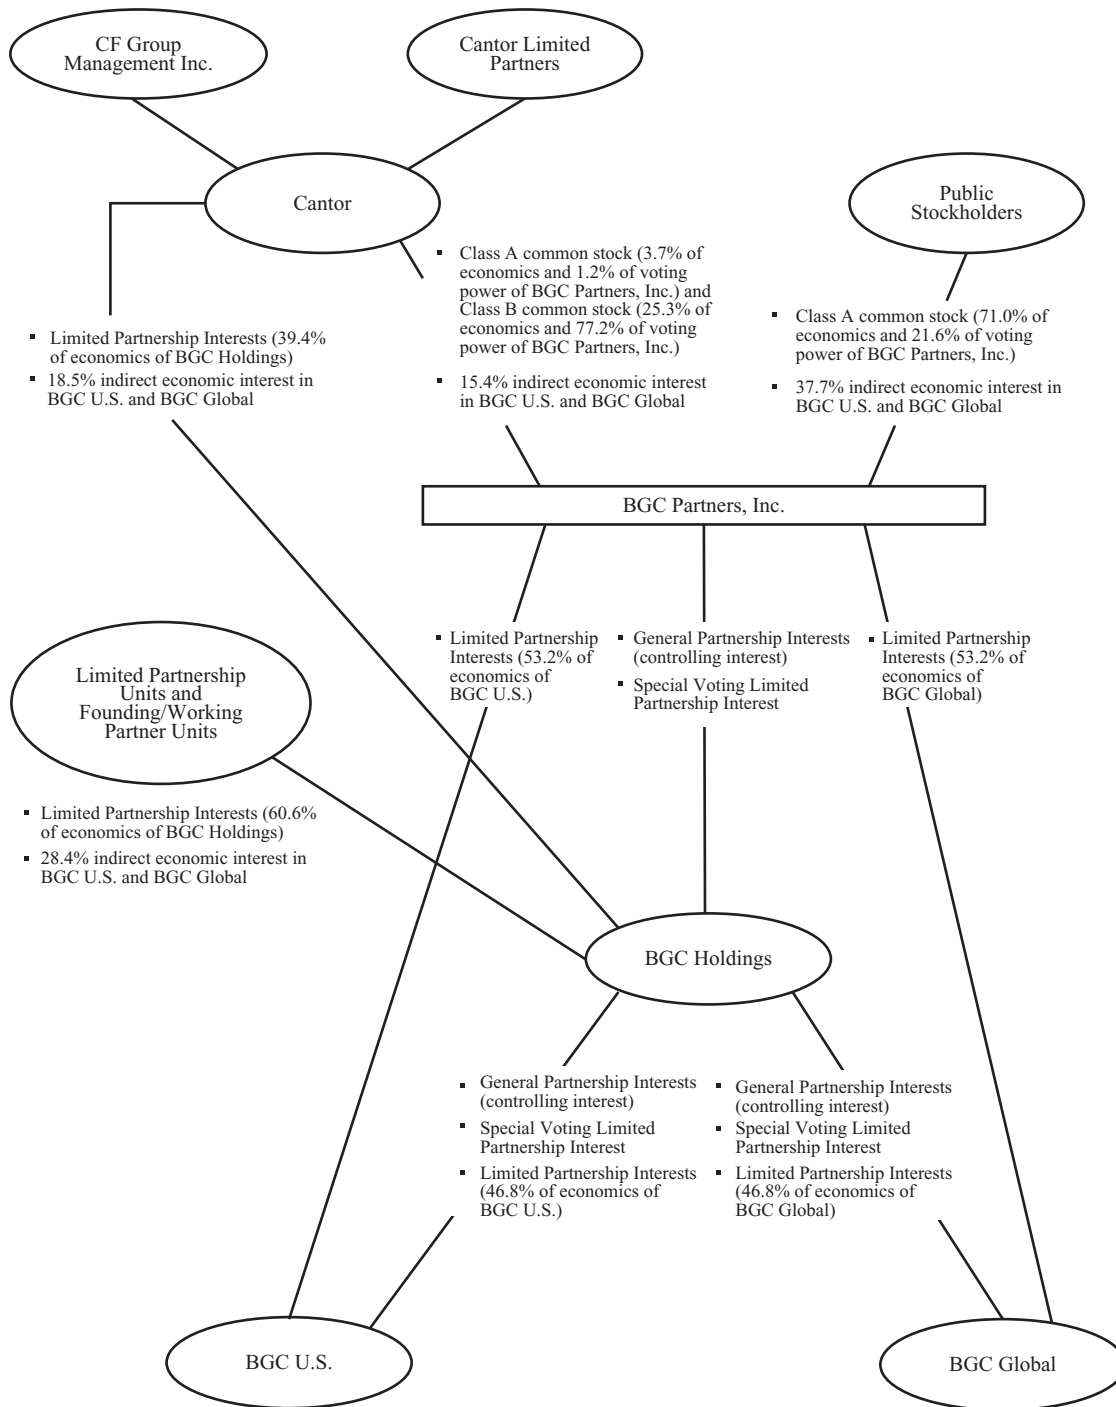 CF Group
Management Inc.
Cantor Limited
Partners
Cantor
Public
Stockholders
▪ Class A common stock (3.7% of
economics and 1.2% of voting
power of BGC Partners, Inc.) and
Class B common stock (25.3% of
economics and 77.2% of voting
power of BGC Partners, Inc.)
▪ 15.4% indirect economic interest
in BGC U.S. and BGC Global
▪ Class A common stock (71.0% of
economics and 21.6% of voting
power of BGC Partners, Inc.)
▪ 37.7% indirect economic interest in
BGC U.S. and BGC Global
▪ Limited Partnership Interests (39.4%
of economics of BGC Holdings)
▪ 18.5% indirect economic interest in
BGC U.S. and BGC Global
BGC Partners, Inc.
▪ Limited Partnership
Interests (53.2% of
economics of
BGC U.S.)
▪ General Partnership Interests
(controlling interest)
▪ Special Voting Limited
Partnership Interest
▪ Limited Partnership
Interests (53.2% of
economics of
BGC Global)
Limited Partnership
Units and
Founding/Working
Partner Units
▪ Limited Partnership Interests (60.6%
of economics of BGC Holdings)
▪ 28.4% indirect economic interest in
BGC U.S. and BGC Global
BGC Holdings
▪ General Partnership Interests
(controlling interest)
▪ Special Voting Limited
Partnership Interest
▪ Limited Partnership Interests
(46.8% of economics of
BGC U.S.)
▪ General Partnership Interests
(controlling interest)
▪ Special Voting Limited
Partnership Interest
▪ Limited Partnership Interests
(46.8% of economics of
BGC Global)
BGC U.S.
BGC Global